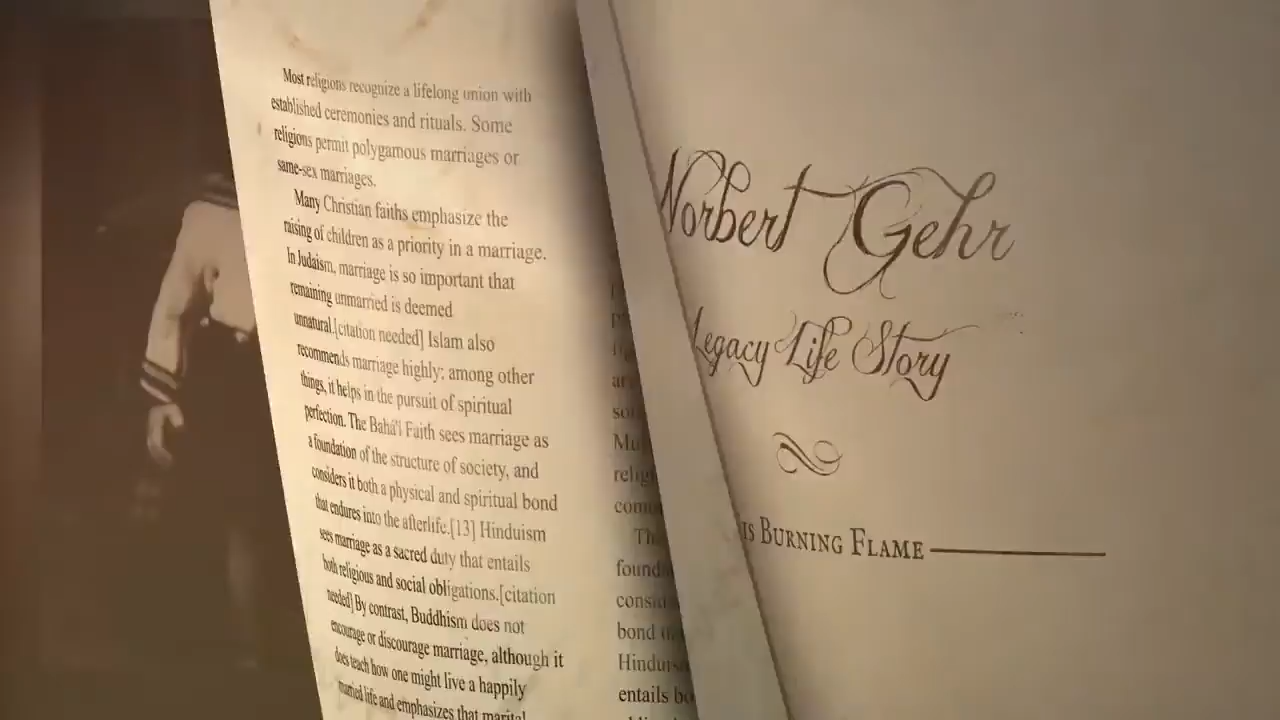 Most religions recognize a lifelong union with
established ceremonies and rituals. Some
religions permit polygamous marriages or
same-sex marriages.
Many Christian faiths emphasize the
raising of children as a priority in a marriage.
In Judaism, marriage is so important that
remaining unmarried is deemed
unnatural.[citation needed] Islam also
recommends marriage highly; among other
things, it helps in the pursuit of spiritual
perfection. The Bahá'í Faith sees marriage as
a foundation of the structure of society, and
considers it both a physical and spiritual bond
that endures into the afterlife.[13] Hinduism
sees marriage as a sacred duty that entails
both religious and social obligations.[citation
needed] By contrast, Buddhism does not
encourage or discourage marriage, although it
does teach how one might live a happily
married life and emphasizes that marital
Th
found
consid
bond
Hindu
entails bo
Norbert Gehr
Legacy Life Story
is Burning Flame